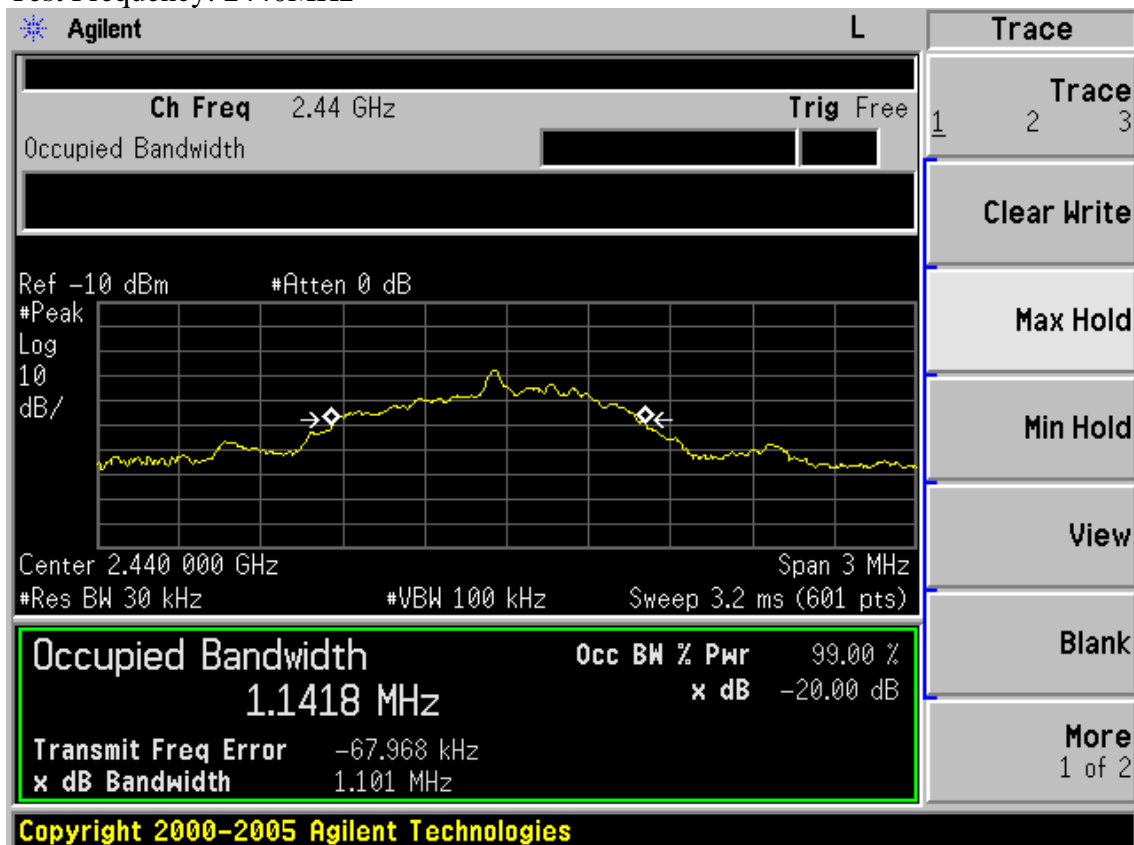 Agilent L Trace
Ch Freq 2.44 GHz Trig Free
Occupied Bandwidth
Ref -10 dBm #Atten 0 dB
#Peak
Log
10
dB/
Center 2.440 000 GHz Span 3 MHz
#Res BW 30 kHz #VBW 100 kHz Sweep 3.2 ms (601 pts)
Occupied Bandwidth Occ BW % Pwr 99.00 %
1.1418 MHz x dB -20.00 dB
Transmit Freq Error -67.968 kHz
x dB Bandwidth 1.101 MHz
Copyright 2000-2005 Agilent Technologies
Trace
1 2 3
Clear Write
Max Hold
Min Hold
View
Blank
More
1 of 2